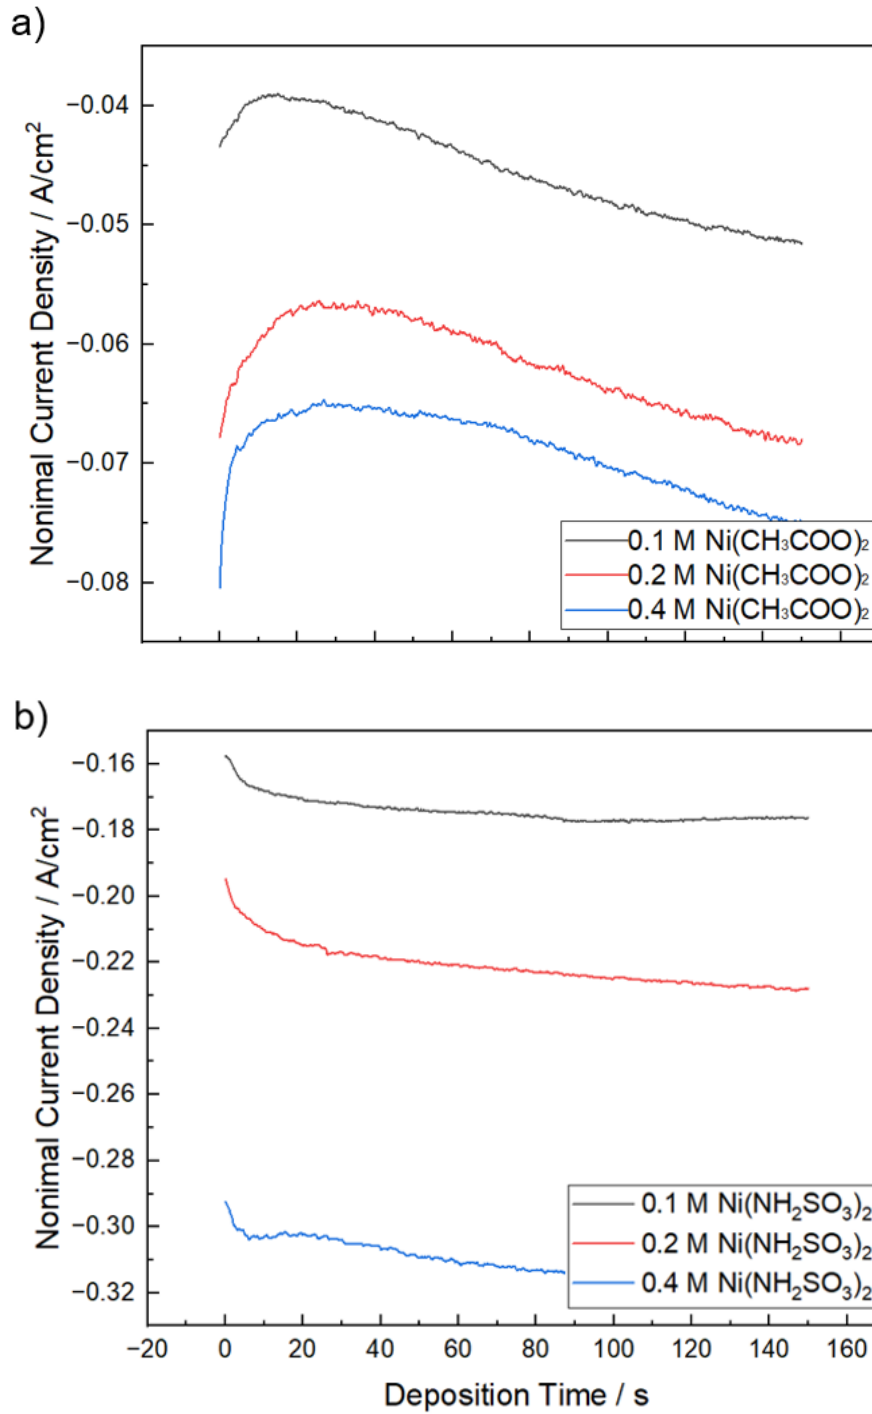 a)
Nonimal Current Density / A/cm²
−0.04
−0.05
−0.06
−0.07
−0.08
0.1 M Ni(CH₃COO)₂
0.2 M Ni(CH₃COO)₂
0.4 M Ni(CH₃COO)₂
b)
Nonimal Current Density / A/cm²
−0.16
−0.18
−0.20
−0.22
−0.24
−0.26
−0.28
−0.30
−0.32
0.1 M Ni(NH₂SO₃)₂
0.2 M Ni(NH₂SO₃)₂
0.4 M Ni(NH₂SO₃)₂
−20 0 20 40 60 80 100 120 140 160
Deposition Time / s